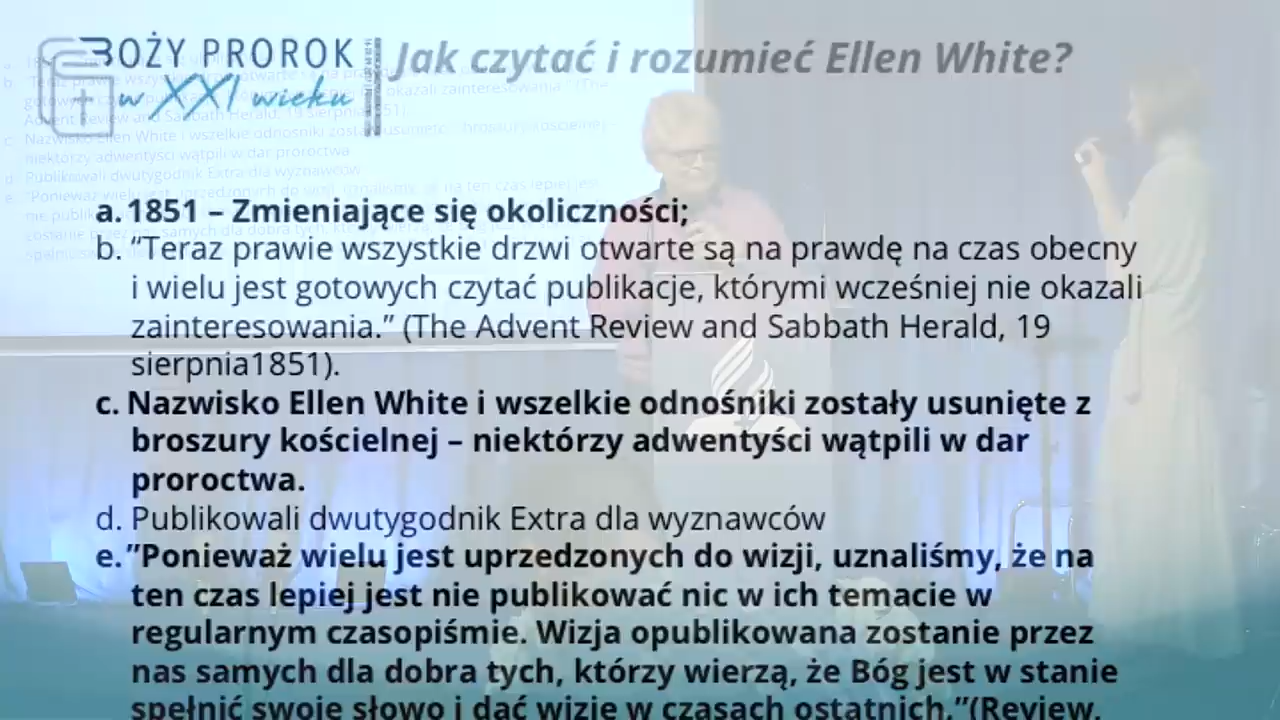 BOŻY PROROK
w XXI wieku
Jak czytać i rozumieć Ellen White?
a. 1851 – Zmieniające się okoliczności;
b. “Teraz prawie wszystkie drzwi otwarte są na prawdę na czas obecny
i wielu jest gotowych czytać publikacje, którymi wcześniej nie okazali
zainteresowania.” (The Advent Review and Sabbath Herald, 19
sierpnia1851).
c. Nazwisko Ellen White i wszelkie odnośniki zostały usunięte z
broszury kościelnej – niektórzy adwentyści wątpili w dar
proroctwa.
d. Publikowali dwutygodnik Extra dla wyznawców
e. ”Ponieważ wielu jest uprzedzonych do wizji, uznaliśmy, że na
ten czas lepiej jest nie publikować nic w ich temacie w
regularnym czasopiśmie. Wizja opublikowana zostanie przez
nas samych dla dobra tych, którzy wierzą, że Bóg jest w stanie
spełnić swoje słowo i dać wizje w czasach ostatnich.”(Review,